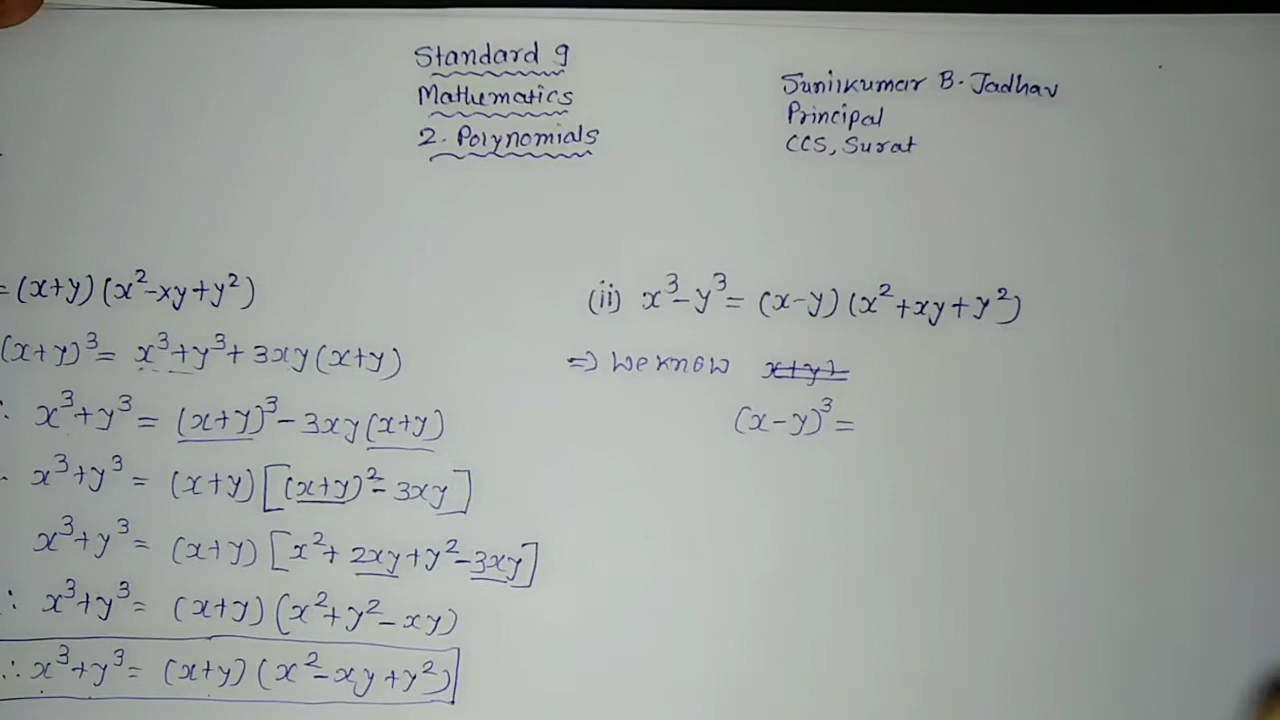 Standard 9
Mathematics
2. Polynomials
Sunilkumar B. Jadhav
Principal
CCS, Surat
=(x+y)(x²-xy+y²)
(x+y)³= x³+y³+3xy(x+y)
∴ x³+y³= (x+y)³-3xy(x+y)
∴ x³+y³= (x+y)[(x+y)²-3xy]
x³+y³= (x+y)[x²+2xy+y²-3xy]
∴ x³+y³= (x+y)(x²+y²-xy)
∴ x³+y³= (x+y)(x²-xy+y²)
(ii) x³-y³= (x-y)(x²+xy+y²)
⇒ We know
(x-y)³=